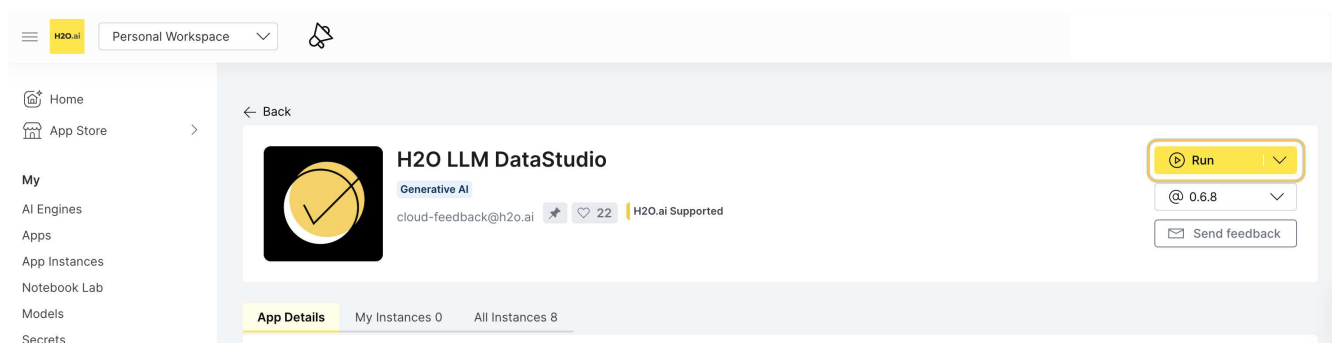 H2O.ai Personal Workspace
Home
App Store
My
AI Engines
Apps
App Instances
Notebook Lab
Models
Secrets
Back
H2O LLM DataStudio
Generative AI
cloud-feedback@h2o.ai 22 H2O.ai Supported
Run
@ 0.6.8
Send feedback
App Details My Instances 0 All Instances 8